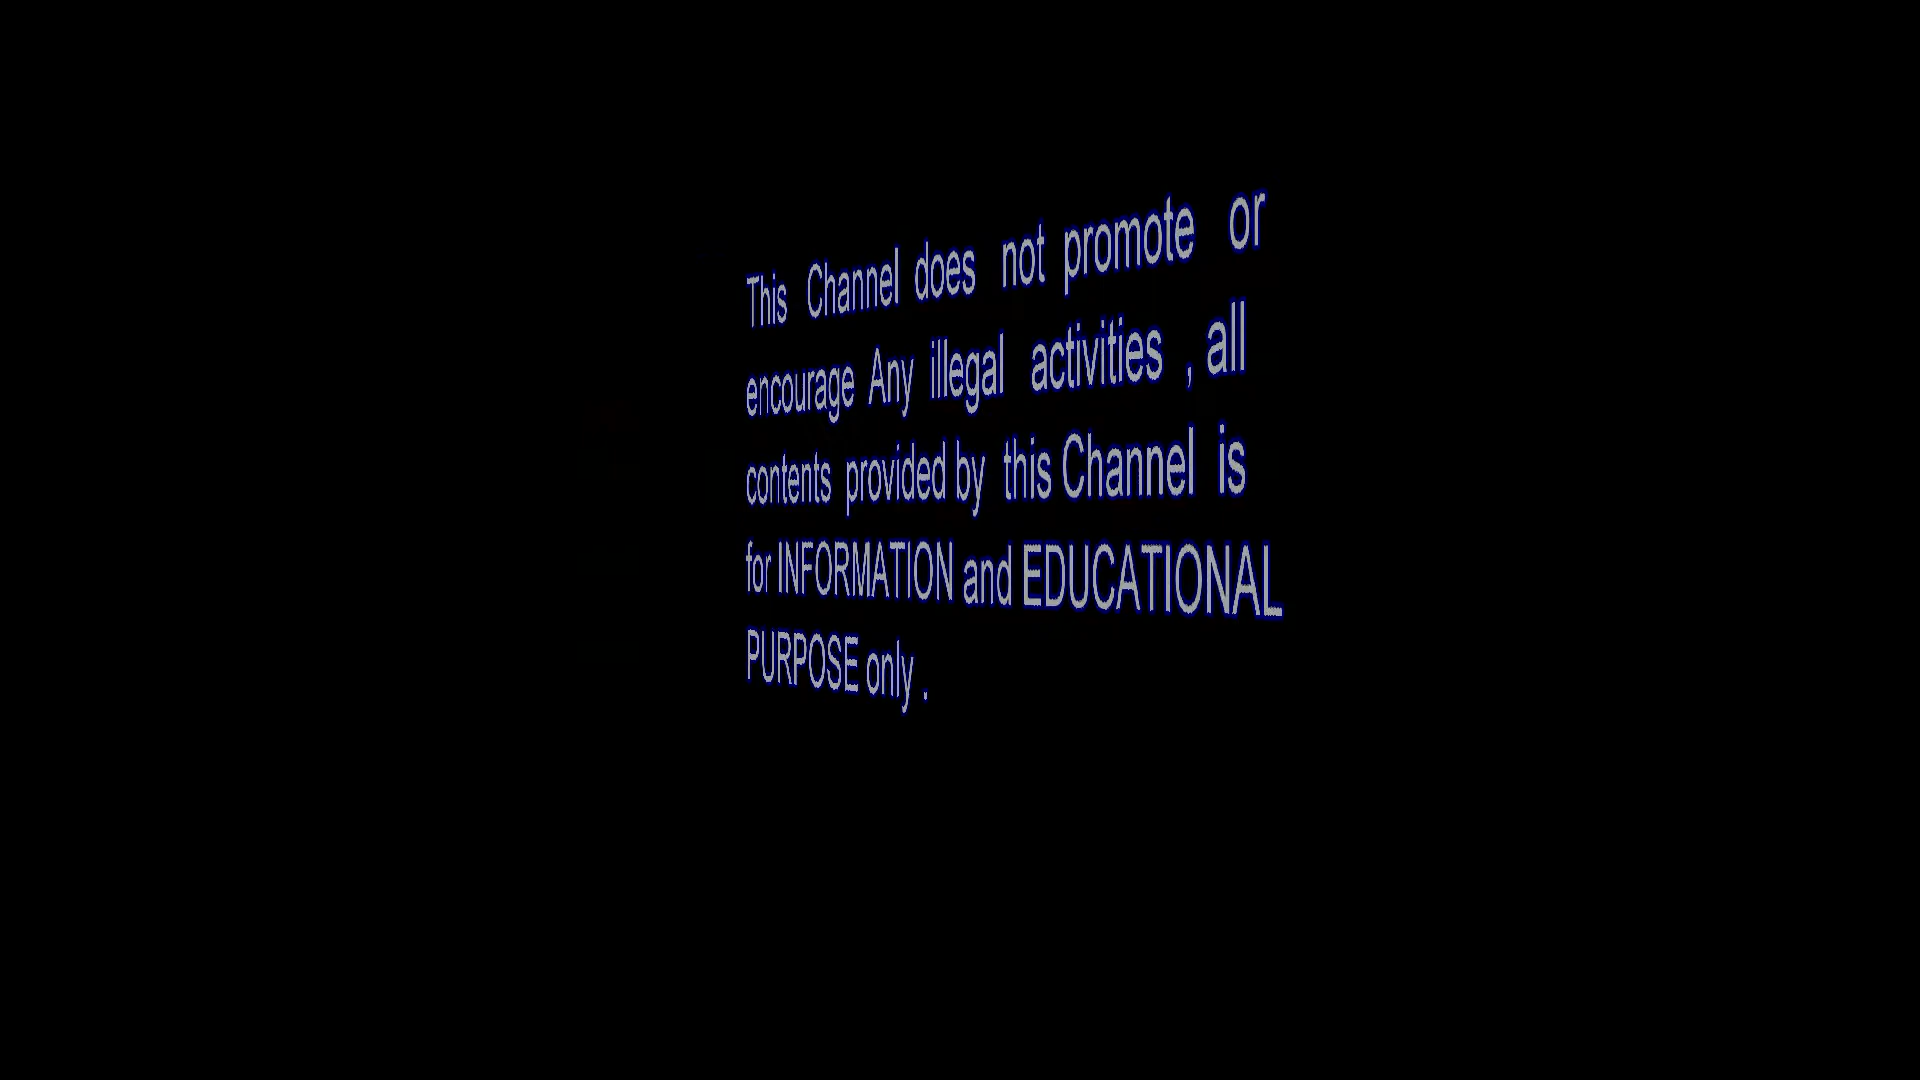 This Channel does not promote or
encourage Any illegal activities , all
contents provided by this Channel is
for INFORMATION and EDUCATIONAL
PURPOSE only .